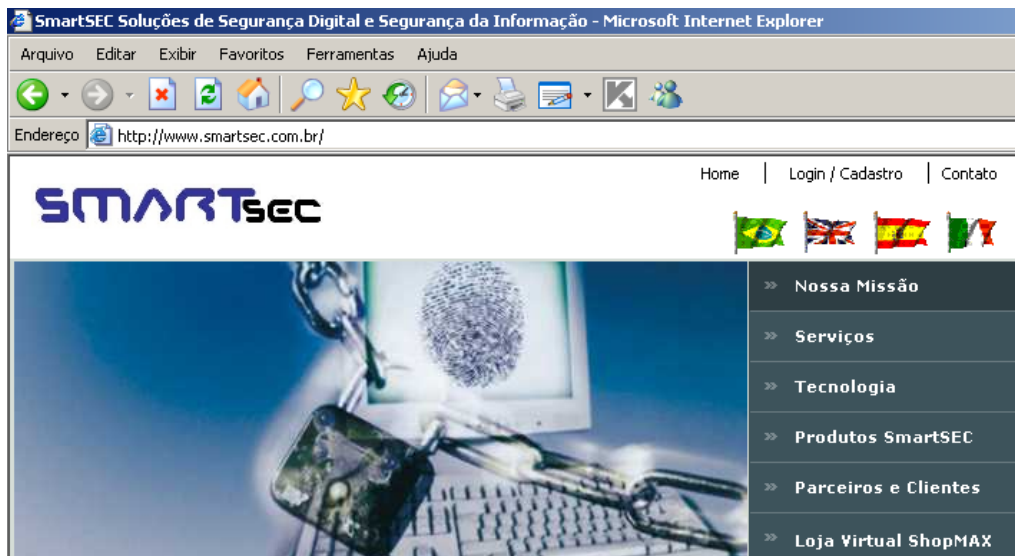 SmartSEC Soluções de Segurança Digital e Segurança da Informação - Microsoft Internet Explorer
Arquivo Editar Exibir Favoritos Ferramentas Ajuda
Endereço http://www.smartsec.com.br/
Home | Login / Cadastro | Contato
SMARTsec
» Nossa Missão
» Serviços
» Tecnologia
» Produtos SmartSEC
» Parceiros e Clientes
» Loja Virtual ShopMAX